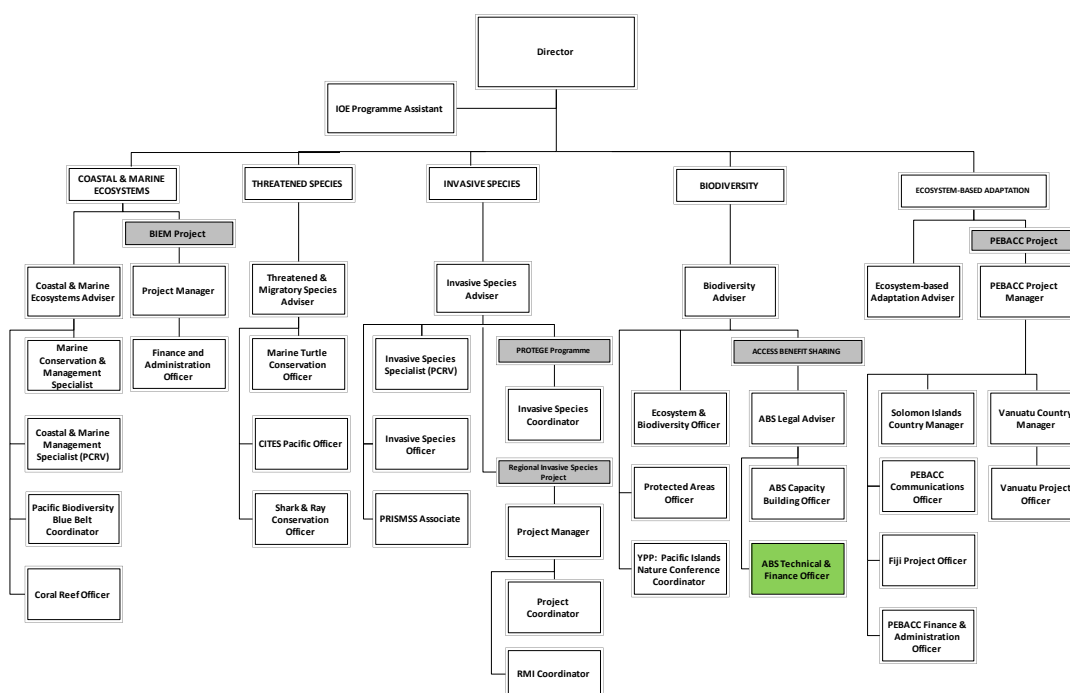 Director
IOE Programme Assistant
COASTAL & MARINE
ECOSYSTEMS
THREATENED SPECIES
INVASIVE SPECIES
BIODIVERSITY
ECOSYSTEM-BASED ADAPTATION
BIEM Project
PEBACC Project
Coastal & Marine
Ecosystems Adviser
Project Manager
Threatened &
Migratory Species
Adviser
Invasive Species
Adviser
Biodiversity
Adviser
Ecosystem-based
Adaptation Adviser
PEBACC Project
Manager
Marine
Conservation &
Management
Specialist
Finance and
Administration
Officer
Marine Turtle
Conservation
Officer
Invasive Species
Specialist (PCRV)
PROTEGE Programme
ACCESS BENEFIT SHARING
Invasive Species
Coordinator
Ecosystem &
Biodiversity Officer
ABS Legal Adviser
Solomon Islands
Country Manager
Vanuatu Country
Manager
Coastal & Marine
Management
Specialist (PCRV)
CITES Pacific Officer
Invasive Species
Officer
Regional Invasive Species
Project
Protected Areas
Officer
ABS Capacity
Building Officer
PEBACC
Communications
Officer
Vanuatu Project
Officer
Pacific Biodiversity
Blue Belt
Coordinator
Shark & Ray
Conservation
Officer
PRISMSS Associate
Project Manager
YPP: Pacific Islands
Nature Conference
Coordinator
ABS Technical &
Finance Officer
Fiji Project Officer
Coral Reef Officer
Project
Coordinator
PEBACC Finance &
Administration
Officer
RMI Coordinator